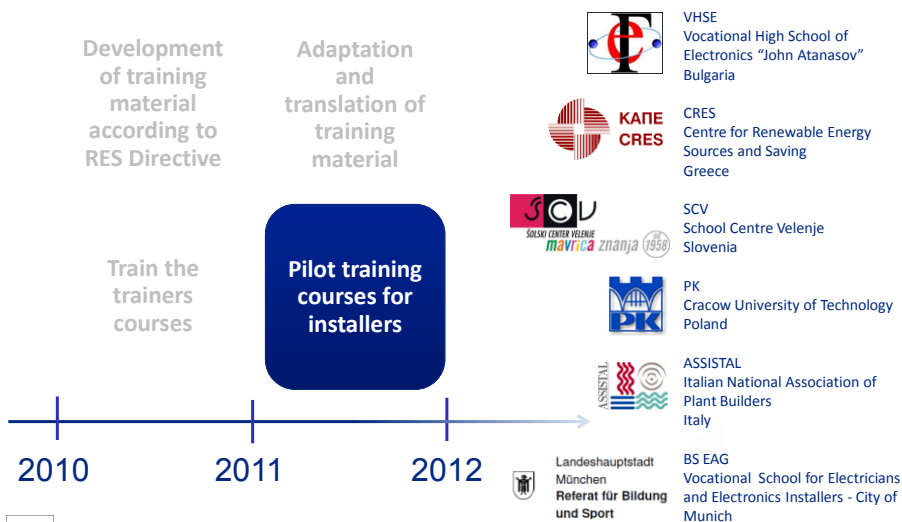 Development
of training
material
according to
RES Directive
Adaptation
and
translation of
training
material
Train the
trainers
courses
Pilot training
courses for
installers
2010
2011
2012
VHSE
Vocational High School of
Electronics “John Atanasov”
Bulgaria
ΚΑΠΕ
CRES
CRES
Centre for Renewable Energy
Sources and Saving
Greece
ŠCV
ŠOLSKI CENTER VELENJE
mavrica znanja
od
1958
SCV
School Centre Velenje
Slovenia
PK
PK
Cracow University of Technology
Poland
ASSISTAL
ASSISTAL
Italian National Association of
Plant Builders
Italy
Landeshauptstadt
München
Referat für Bildung
und Sport
BS EAG
Vocational School for Electricians
and Electronics Installers - City of
Munich